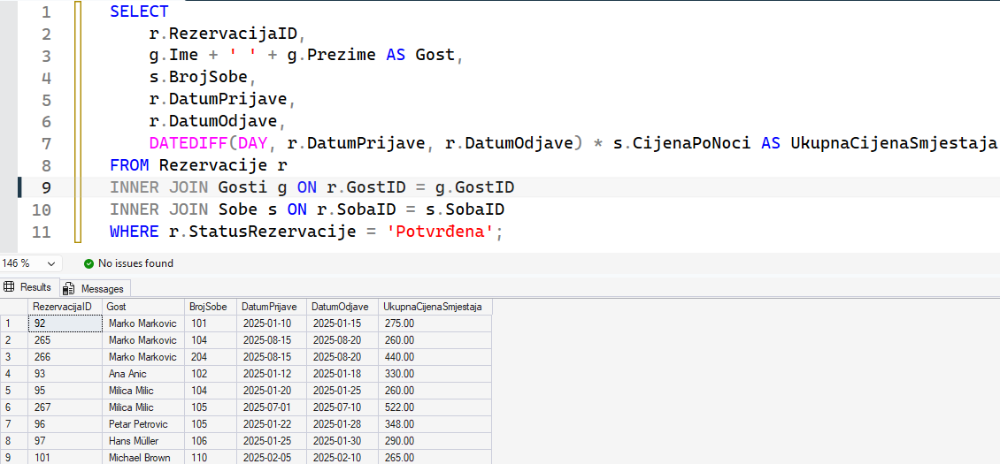 1 SELECT
2 r.RezervacijaID,
3 g.Ime + ' ' + g.Prezime AS Gost,
4 s.BrojSobe,
5 r.DatumPrijave,
6 r.DatumOdjave,
7 DATEDIFF(DAY, r.DatumPrijave, r.DatumOdjave) * s.CijenaPoNoci AS UkupnaCijenaSmjestaja
8 FROM Rezervacije r
9 INNER JOIN Gosti g ON r.GostID = g.GostID
10 INNER JOIN Sobe s ON r.SobaID = s.SobaID
11 WHERE r.StatusRezervacije = 'Potvrđena';
146 % No issues found
Results Messages
RezervacijaID Gost BrojSobe DatumPrijave DatumOdjave UkupnaCijenaSmjestaja
1 92 Marko Markovic 101 2025-01-10 2025-01-15 275.00
2 265 Marko Markovic 104 2025-08-15 2025-08-20 260.00
3 266 Marko Markovic 204 2025-08-15 2025-08-20 440.00
4 93 Ana Anic 102 2025-01-12 2025-01-18 330.00
5 95 Milica Milic 104 2025-01-20 2025-01-25 260.00
6 267 Milica Milic 105 2025-07-01 2025-07-10 522.00
7 96 Petar Petrovic 105 2025-01-22 2025-01-28 348.00
8 97 Hans Müller 106 2025-01-25 2025-01-30 290.00
9 101 Michael Brown 110 2025-02-05 2025-02-10 265.00